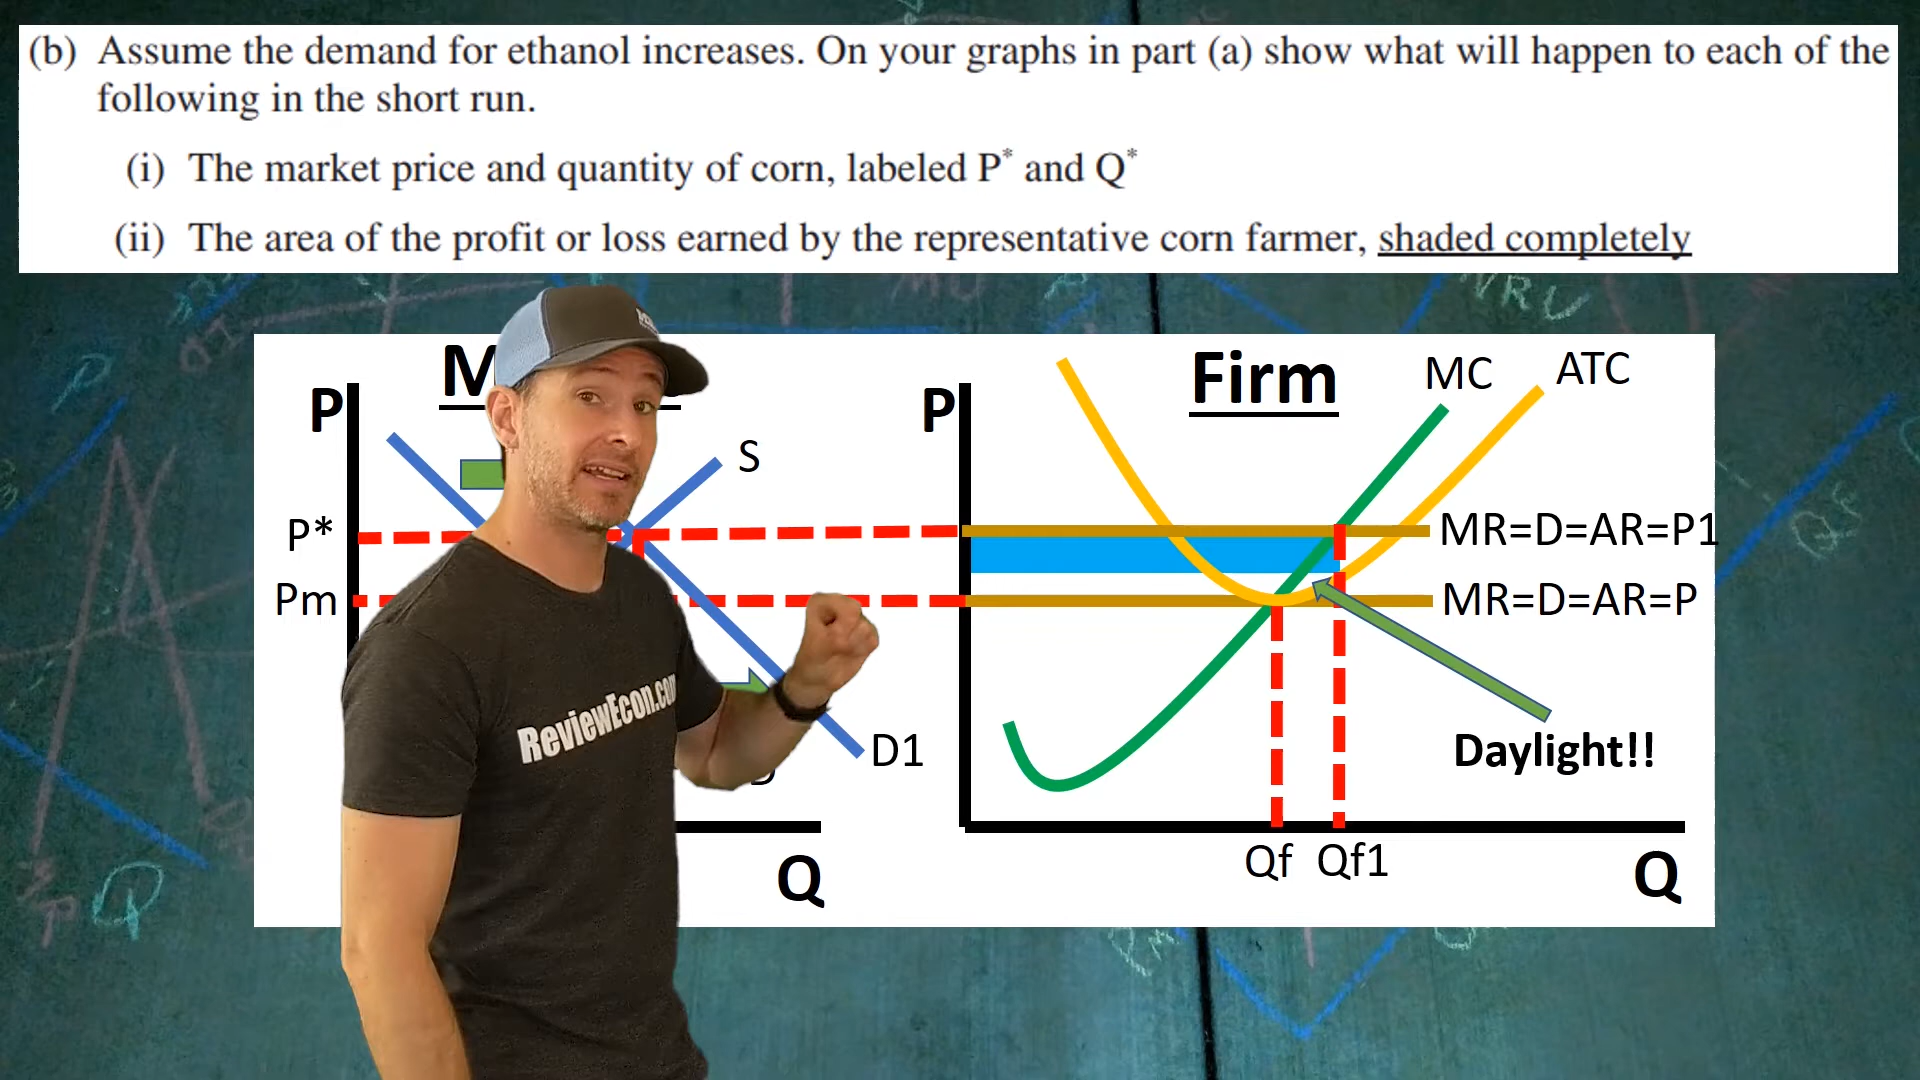 (b) Assume the demand for ethanol increases. On your graphs in part (a) show what will happen to each of the
following in the short run.
(i) The market price and quantity of corn, labeled P* and Q*
(ii) The area of the profit or loss earned by the representative corn farmer, shaded completely
P
S
P*
Pm
D1
D
Q
ReviewEcon.com
P
Firm
MC
ATC
MR=D=AR=P1
MR=D=AR=P
Daylight!!
Qf
Qf1
Q